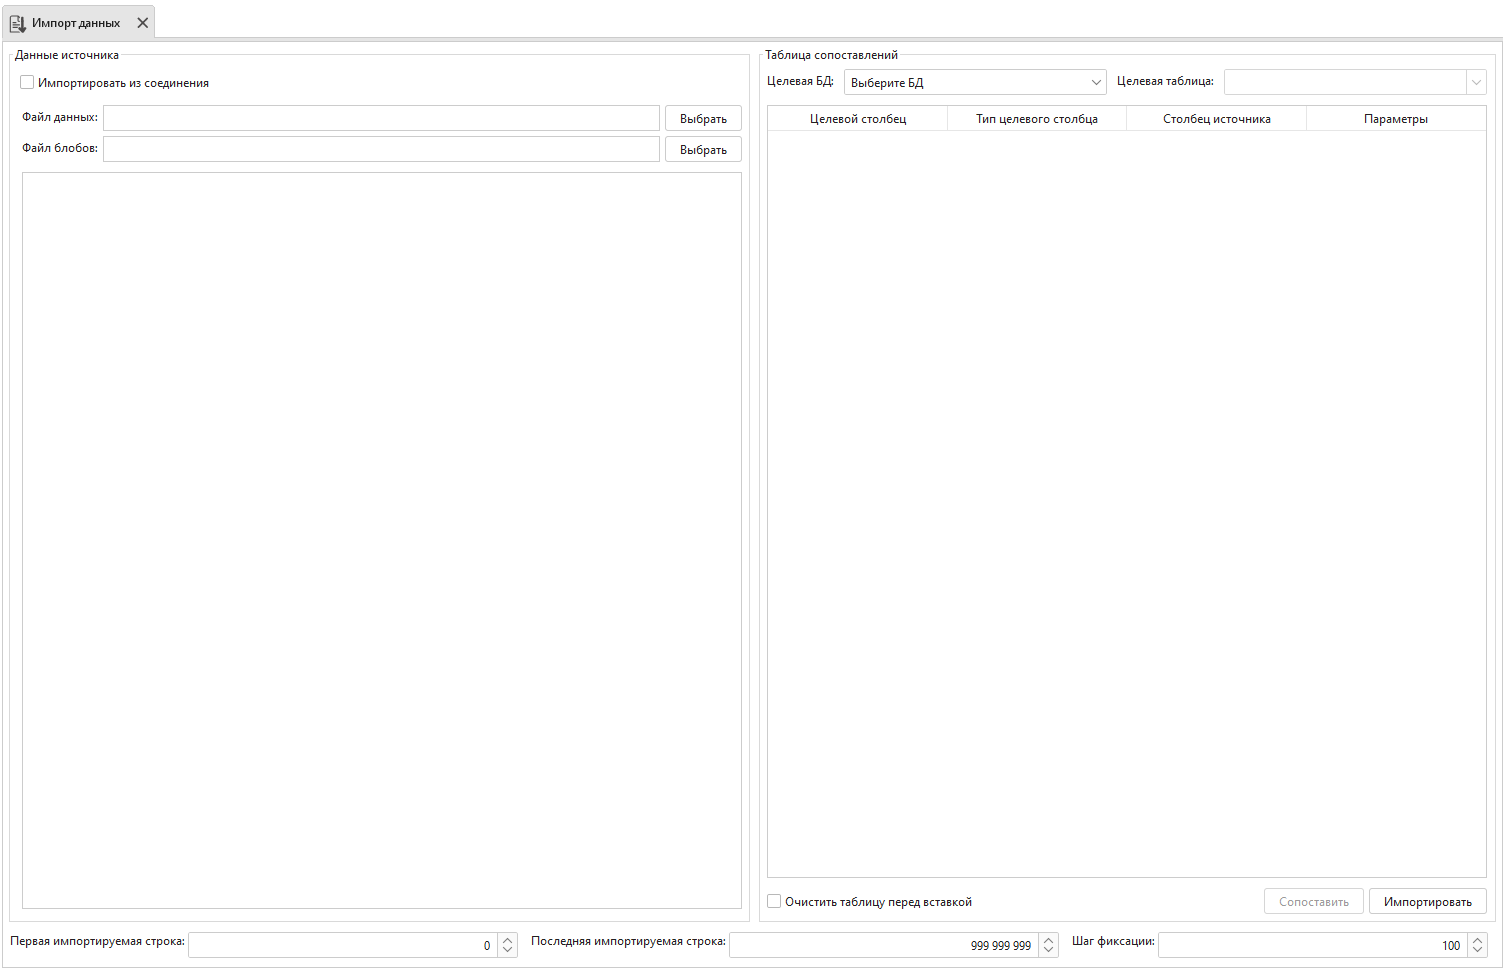 Импорт данных
Данные источника
Импортировать из соединения
Файл данных: Выбрать
Файл блобов: Выбрать
Таблица сопоставлений
Целевая БД: Выберите БД Целевая таблица:
Целевой столбец Тип целевого столбца Столбец источника Параметры
Очистить таблицу перед вставкой Сопоставить Импортировать
Первая импортируемая строка: 0 Последняя импортируемая строка: 999 999 999 Шаг фиксации: 100